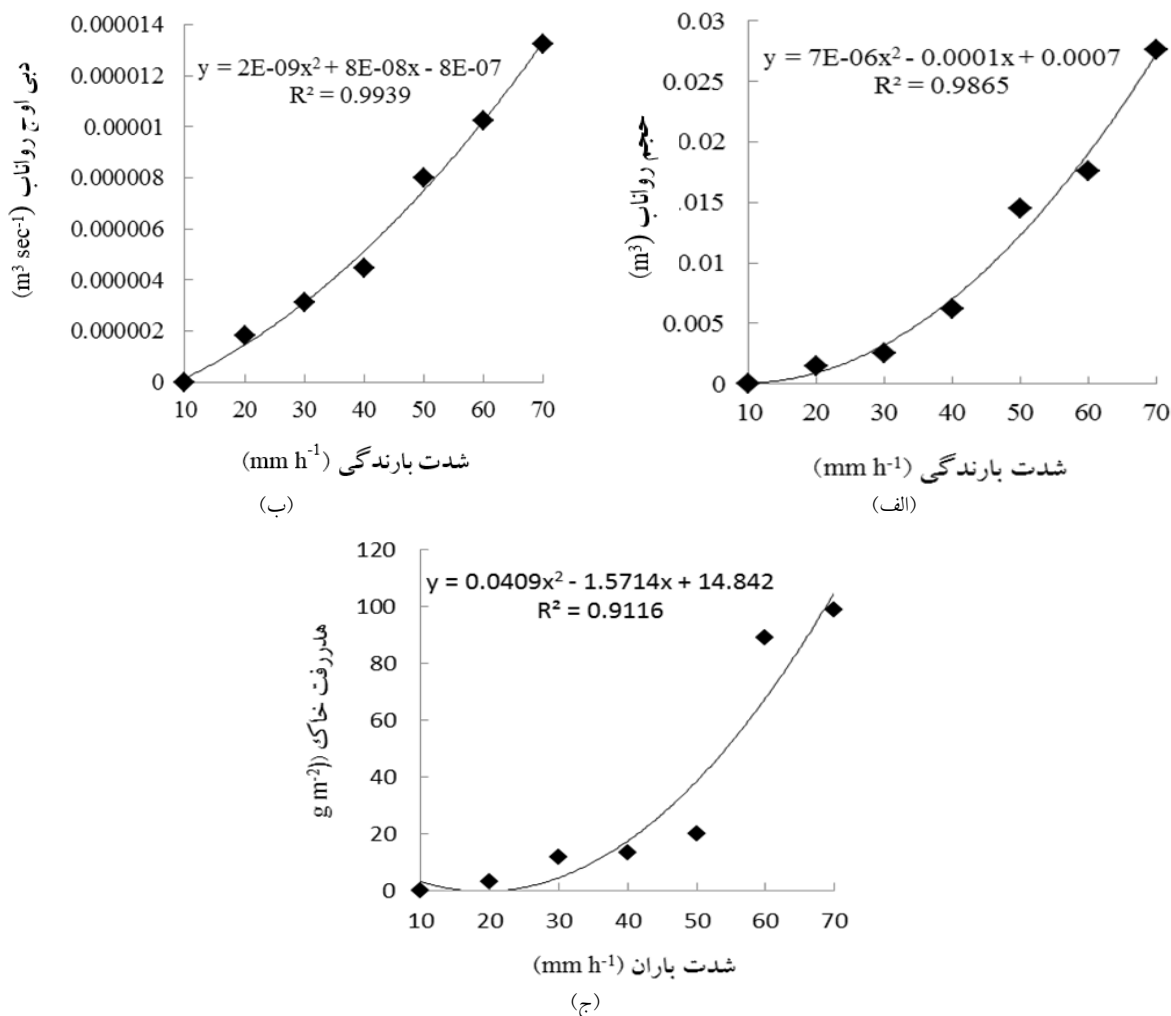 0.03
0.025
.02
).015
0.01
0.005
0
y = 7E-06x² - 0.0001x + 0.0007
R² = 0.9865
10 20 30 40 50 60 70
حجم رواناب (m³)
شدت بارندگی (mm h⁻¹)
(الف)
0.000014
0.000012
0.00001
0.000008
0.000006
0.000004
0.000002
0
y = 2E-09x² + 8E-08x - 8E-07
R² = 0.9939
10 20 30 40 50 60 70
دبی اوج رواناب
(m³ sec⁻¹)
شدت بارندگی (mm h⁻¹)
(ب)
120
100
80
60
40
20
0
y = 0.0409x² - 1.5714x + 14.842
R² = 0.9116
10 20 30 40 50 60 70
هدررفت خاک ((
g m⁻²)
شدت باران (mm h⁻¹)
(ج)